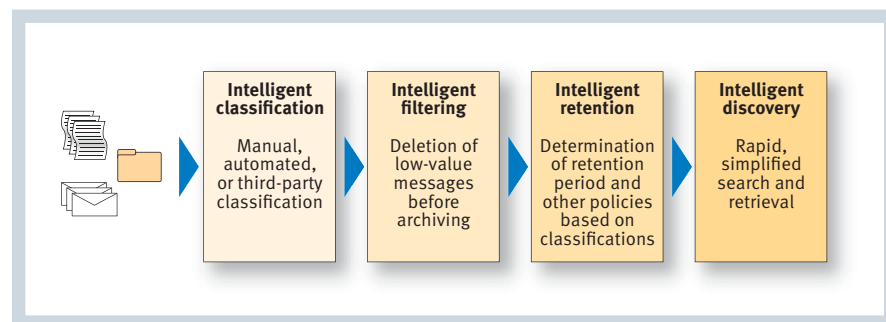 Intelligent
classification
Manual,
automated,
or third-party
classification
Intelligent
filtering
Deletion of
low-value
messages
before
archiving
Intelligent
retention
Determination
of retention
period and
other policies
based on
classifications
Intelligent
discovery
Rapid,
simplified
search and
retrieval